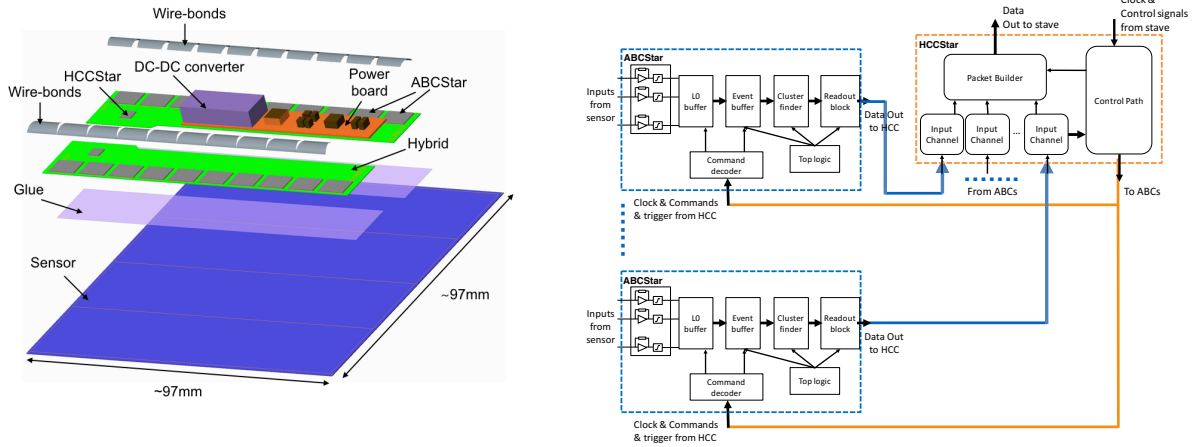 Wire-bonds
HCCStar
DC-DC converter
Power
board
ABCStar
Wire-bonds
Hybrid
Glue
Sensor
~97mm
~97mm
Data
Out to stave
Clock &
Control signals
from stave
HCCStar
Packet Builder
Control Path
Input
Channel
Input
Channel
...
Input
Channel
From ABCs
To ABCs
ABCStar
Inputs
from
sensor
L0
buffer
Event
buffer
Cluster
finder
Readout
block
Data Out
to HCC
Command
decoder
Top logic
Clock & Commands
& trigger from HCC
ABCStar
Inputs
from
sensor
L0
buffer
Event
buffer
Cluster
finder
Readout
block
Data Out
to HCC
Command
decoder
Top logic
Clock & Commands
& trigger from HCC